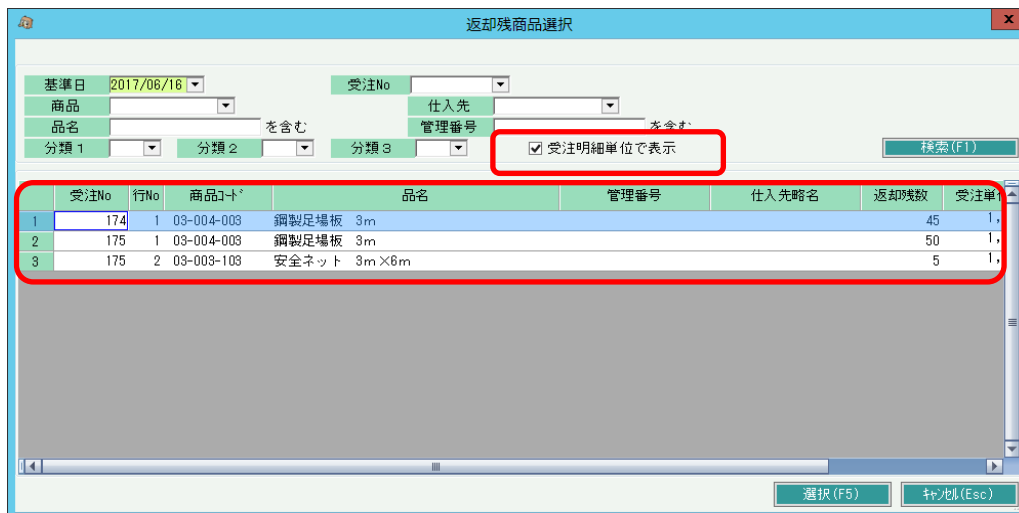 返却残商品選択
x
基準日 2017/06/16 受注No
商品 仕入先
品名 を含む 管理番号 を含む
分類1 分類2 分類3 受注明細単位で表示 検索(F1)
受注No 行No 商品ｺｰﾄﾞ 品名 管理番号 仕入先略名 返却残数 受注単
1 174 1 03-004-003 鋼製足場板 3m 45 1,
2 175 1 03-004-003 鋼製足場板 3m 50 1,
3 175 2 03-003-103 安全ネット 3m×6m 5 1,
選択(F5) ｷｬﾝｾﾙ(Esc)